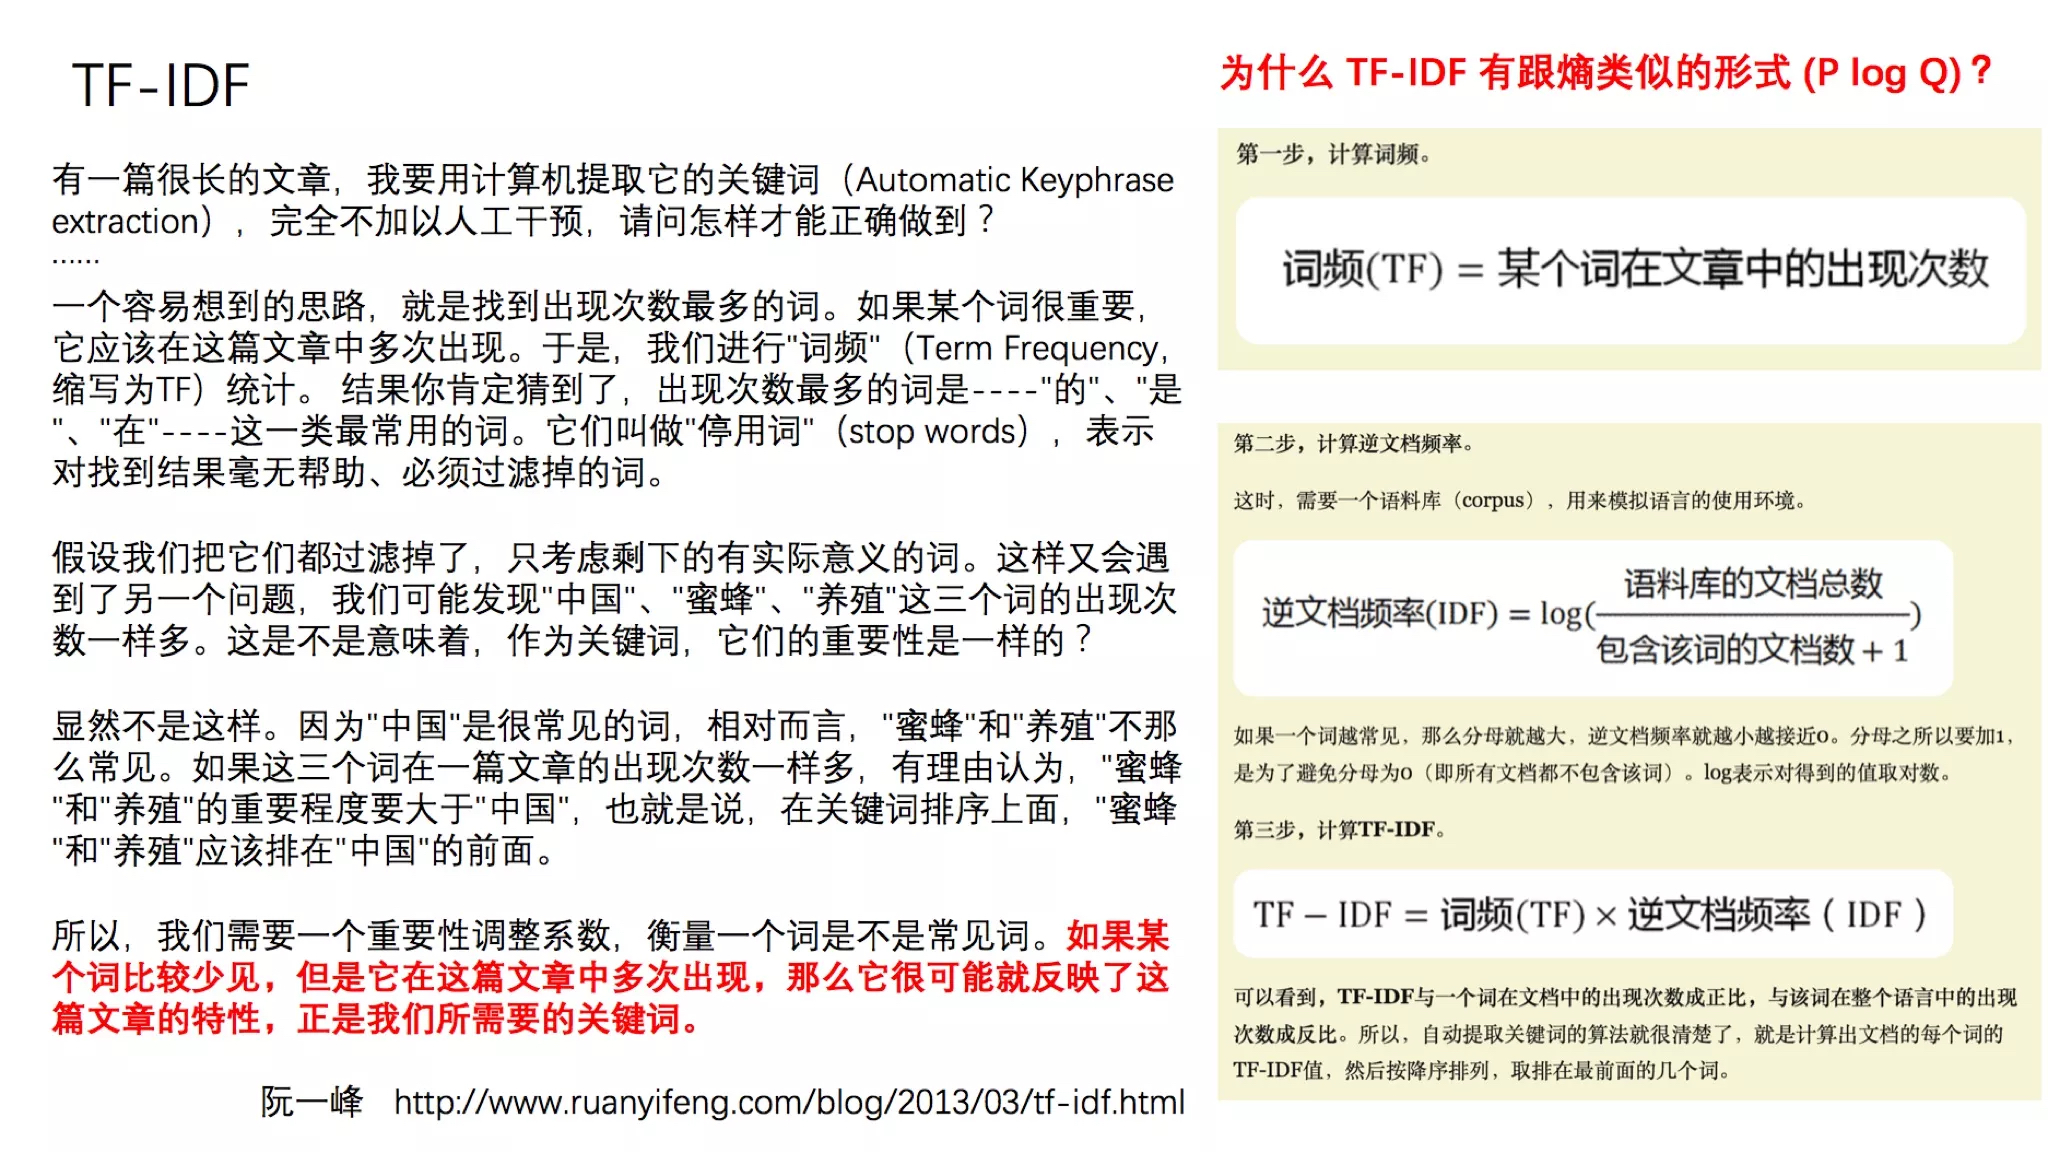 TF-IDF
有一篇很长的文章，我要用计算机提取它的关键词（Automatic Keyphrase
extraction），完全不加以人工干预，请问怎样才能正确做到？
......
一个容易想到的思路，就是找到出现次数最多的词。如果某个词很重要，
它应该在这篇文章中多次出现。于是，我们进行"词频"（Term Frequency，
缩写为TF）统计。 结果你肯定猜到了，出现次数最多的词是----"的"、"是
"、"在"----这一类最常用的词。它们叫做"停用词"（stop words），表示
对找到结果毫无帮助、必须过滤掉的词。
假设我们把它们都过滤掉了，只考虑剩下的有实际意义的词。这样又会遇
到了另一个问题，我们可能发现"中国"、"蜜蜂"、"养殖"这三个词的出现次
数一样多。这是不是意味着，作为关键词，它们的重要性是一样的？
显然不是这样。因为"中国"是很常见的词，相对而言，"蜜蜂"和"养殖"不那
么常见。如果这三个词在一篇文章的出现次数一样多，有理由认为，"蜜蜂
"和"养殖"的重要程度要大于"中国"，也就是说，在关键词排序上面，"蜜蜂
"和"养殖"应该排在"中国"的前面。
所以，我们需要一个重要性调整系数，衡量一个词是不是常见词。如果某
个词比较少见，但是它在这篇文章中多次出现，那么它很可能就反映了这
篇文章的特性，正是我们所需要的关键词。
阮一峰 http://www.ruanyifeng.com/blog/2013/03/tf-idf.html
为什么 TF-IDF 有跟熵类似的形式 (P log Q)？
第一步，计算词频。
词频(TF) = 某个词在文章中的出现次数
第二步，计算逆文档频率。
这时，需要一个语料库（corpus），用来模拟语言的使用环境。
语料库的文档总数
逆文档频率(IDF) = log(————)
包含该词的文档数 + 1
如果一个词越常见，那么分母就越大，逆文档频率就越小越接近0。分母之所以要加1，
是为了避免分母为0（即所有文档都不包含该词）。log表示对得到的值取对数。
第三步，计算TF-IDF。
TF − IDF = 词频(TF) × 逆文档频率（IDF）
可以看到，TF-IDF与一个词在文档中的出现次数成正比，与该词在整个语言中的出现
次数成反比。所以，自动提取关键词的算法就很清楚了，就是计算出文档的每个词的
TF-IDF值，然后按降序排列，取排在最前面的几个词。